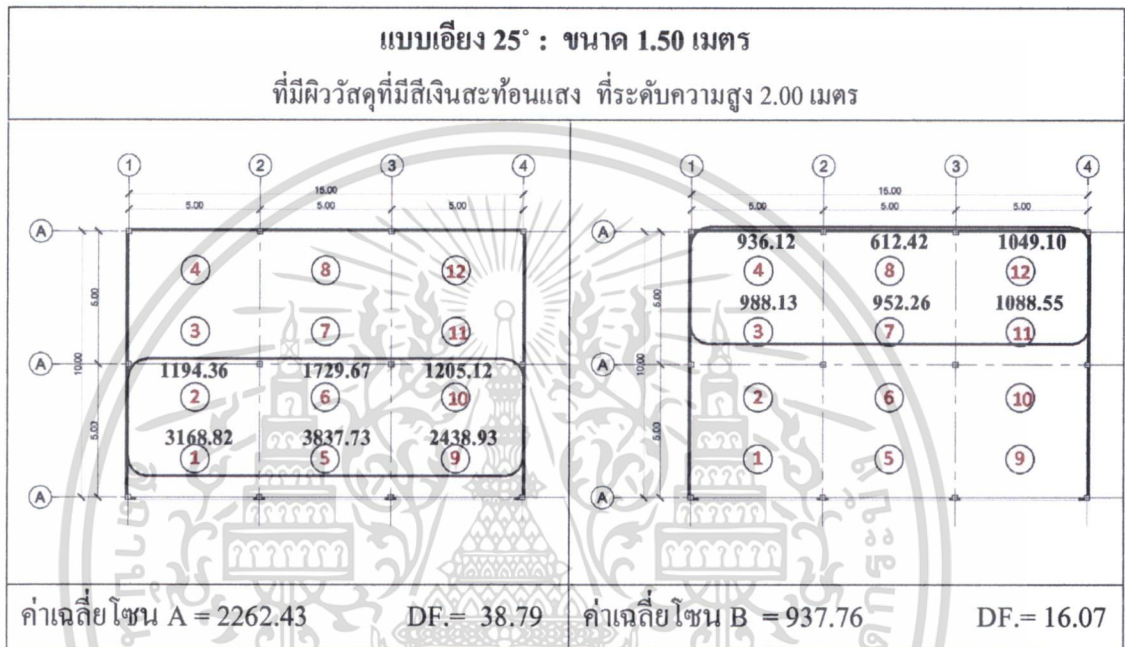 แบบเอียง 25° : ขนาด 1.50 เมตร
ที่มีผิววัสดุที่มีสีเงินสะท้อนแสง ที่ระดับความสูง 2.00 เมตร
1 2 3 4
15.00
5.00 5.00 5.00
A
4 8 12
5.00
3 7 11
A
10.00
1194.36 1729.67 1205.12
2 6 10
5.00
3168.82 3837.73 2438.93
1 5 9
A
ค่าเฉลี่ยโซน A = 2262.43 DF.= 38.79
1 2 3 4
15.00
5.00 5.00 5.00
A
936.12 612.42 1049.10
4 8 12
5.00
988.13 952.26 1088.55
3 7 11
A
10.00
2 6 10
5.00
1 5 9
A
ค่าเฉลี่ยโซน B = 937.76 DF.= 16.07